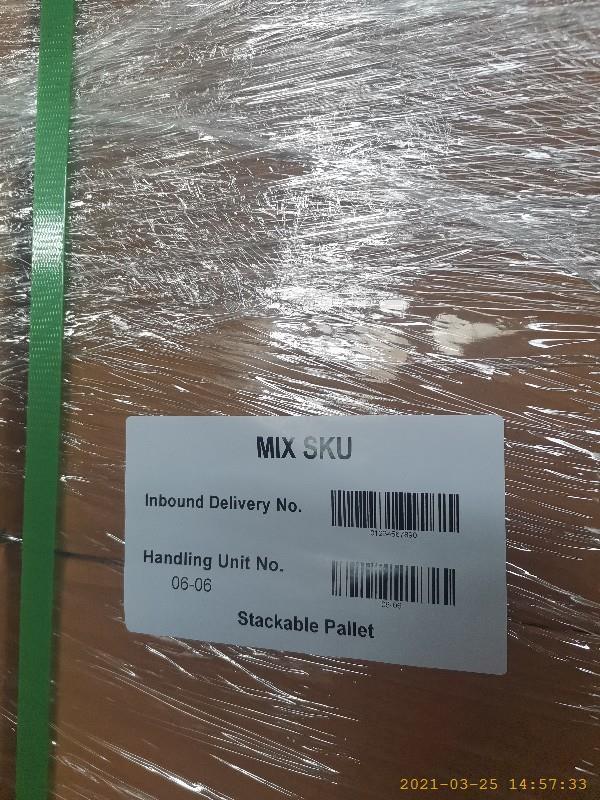 MIX SKU
Inbound Delivery No.
01234567890
Handling Unit No.
06-06
06-06
Stackable Pallet
2021-03-25 14:57:33